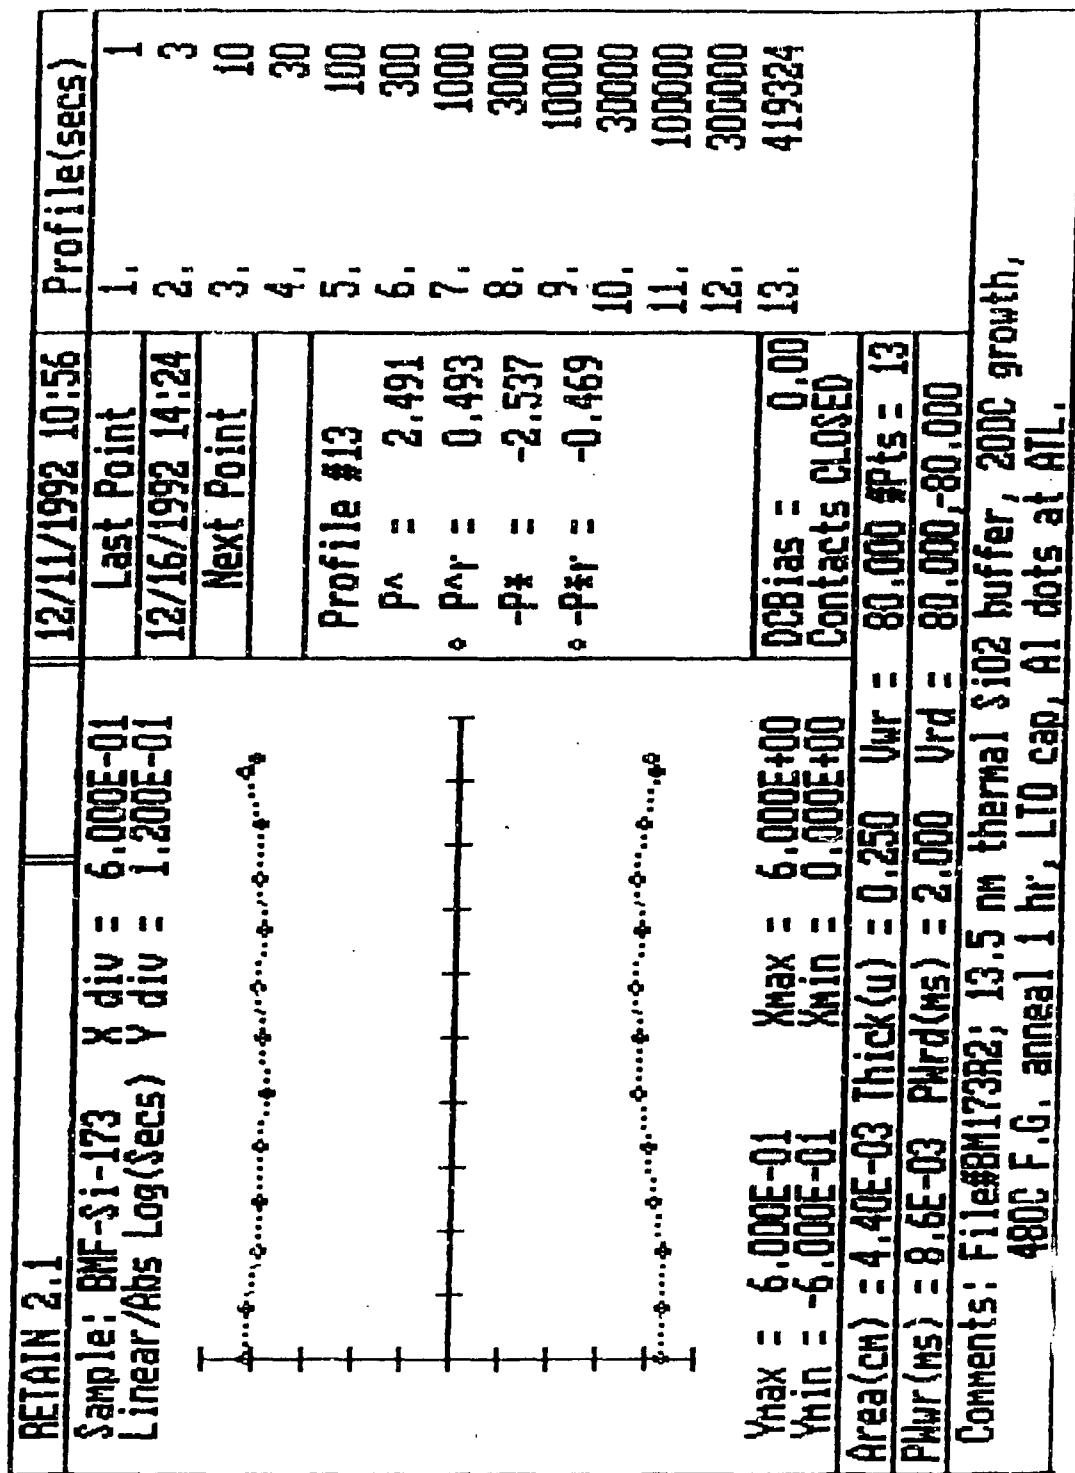 RETAIN 2.1
12/11/1992 10:56
Profile(secs)
Sample: BMF-Si-173 X div = 6.000E-01
Linear/Abs Log(Secs) Y div = 1.200E-01
Last Point
12/16/1992 14:24
Next Point
1. 1
2. 3
3. 10
4. 30
5. 100
6. 300
7. 1000
8. 3000
9. 10000
10. 30000
11. 100000
12. 300000
13. 419324
Profile #13
P^ = 2.491
P^r = 0.493
-P* = -2.537
-P*r = -0.469
DCBias = 0.00
Contacts CLOSED
Ymax = 6.000E-01 Xmax = 6.000E+00
Ymin = -6.000E-01 Xmin = 0.000E+00
Area(cm) = 4.40E-03 Thick(u) = 0.250 Vwr = 80.000 #Pts = 13
PWwr(ms) = 8.6E-03 PWrd(ms) = 2.000 Vrd = 80.000,-80.000
Comments: File#BM173R2; 13.5 nm thermal SiO2 buffer, 200C growth,
480C F.G. anneal 1 hr, LTO cap, Al dots at ATL.